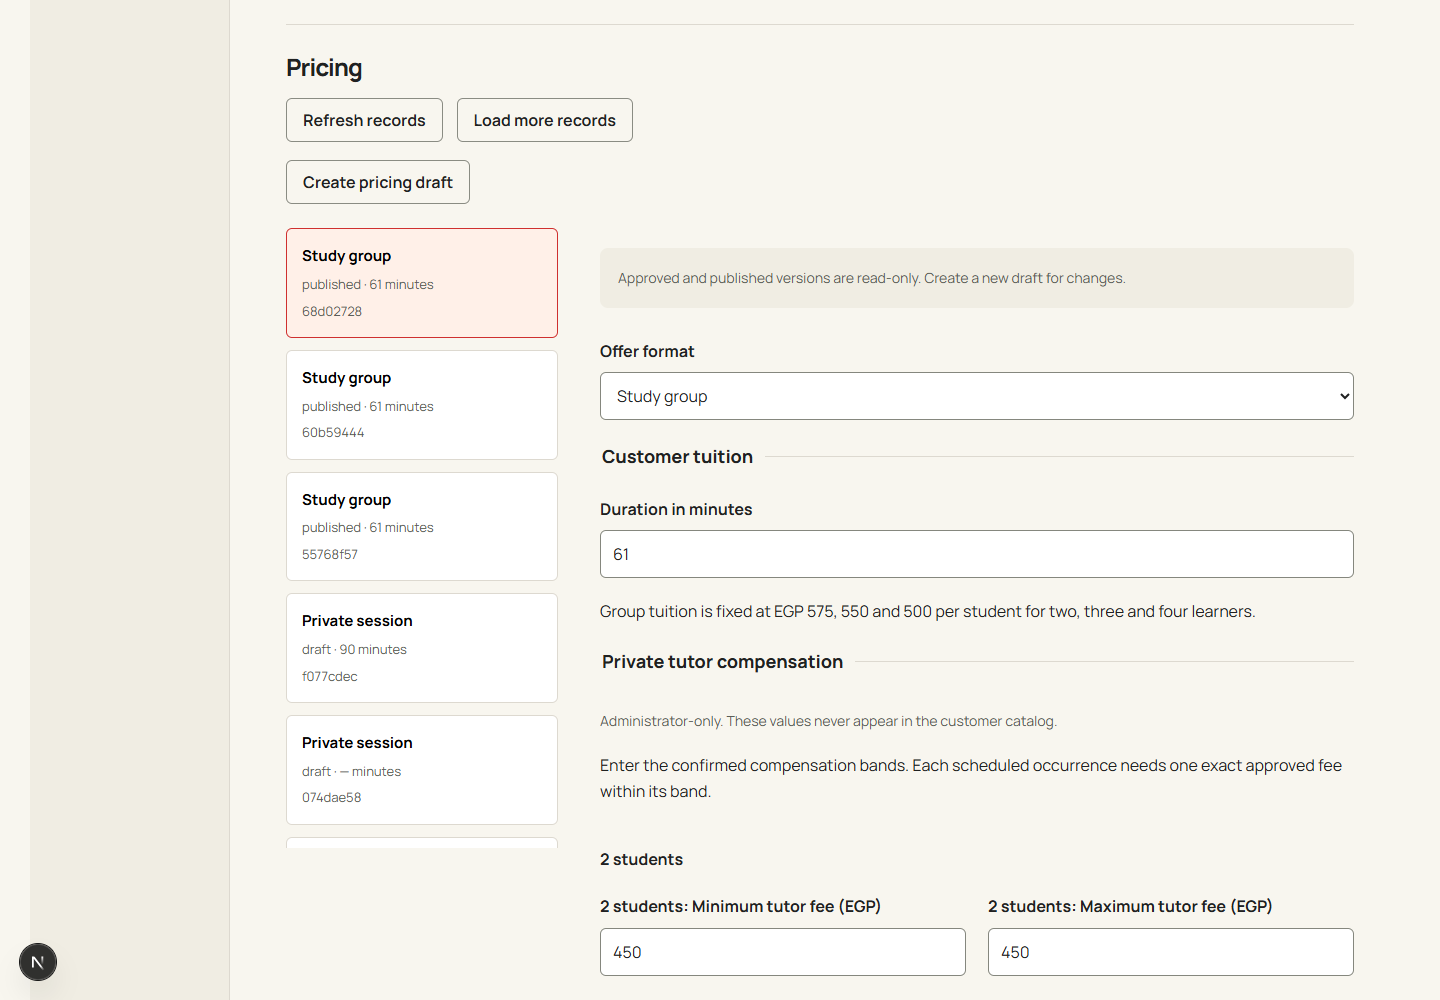 Pricing
Refresh records
Load more records
Create pricing draft
Study group
published · 61 minutes
68d02728
Study group
published · 61 minutes
60b59444
Study group
published · 61 minutes
55768f57
Private session
draft · 90 minutes
f077cdec
Private session
draft · — minutes
074dae58
Approved and published versions are read-only. Create a new draft for changes.
Offer format
Study group
Customer tuition
Duration in minutes
61
Group tuition is fixed at EGP 575, 550 and 500 per student for two, three and four learners.
Private tutor compensation
Administrator-only. These values never appear in the customer catalog.
Enter the confirmed compensation bands. Each scheduled occurrence needs one exact approved fee
within its band.
2 students
2 students: Minimum tutor fee (EGP)
2 students: Maximum tutor fee (EGP)
450
450
N